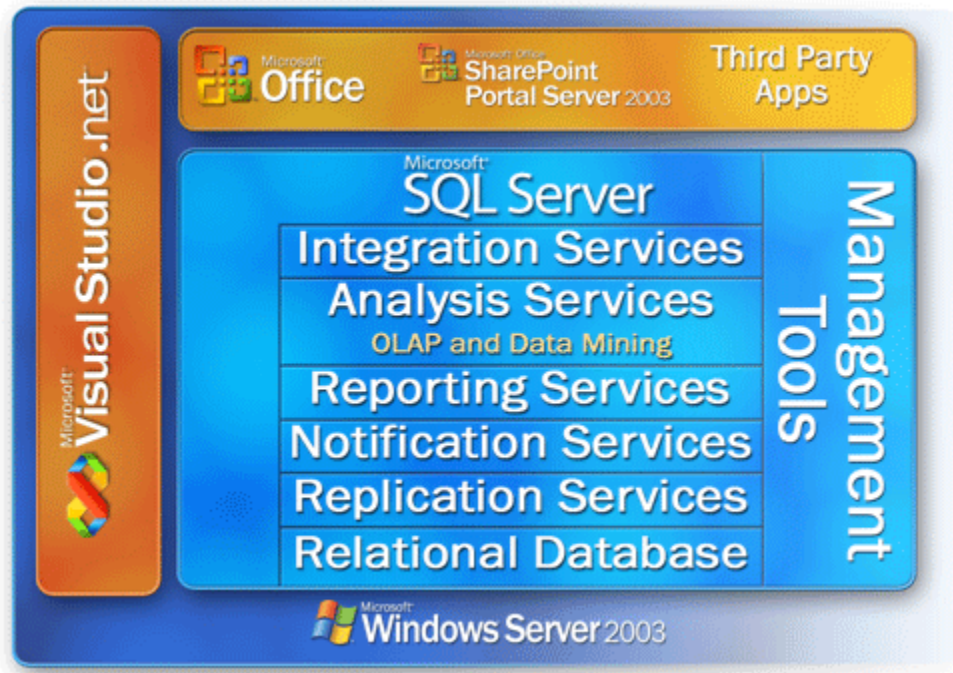 Microsoft
Visual Studio.net
Microsoft
Office
Microsoft Office
SharePoint
Portal Server 2003
Third Party
Apps
Microsoft
SQL Server
Integration Services
Analysis Services
OLAP and Data Mining
Reporting Services
Notification Services
Replication Services
Relational Database
Management
Tools
Microsoft
Windows Server 2003